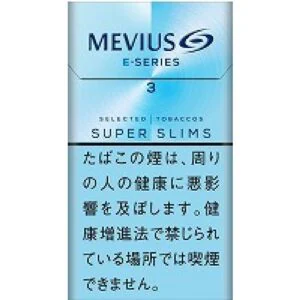 MEVIUS
E-SERIES
3
SELECTED | TOBACCOS
SUPER SLIMS
たばこの煙は、周り
の人の健康に悪影
響を及ぼします。健
康増進法で禁じられ
ている場所では喫煙
できません。